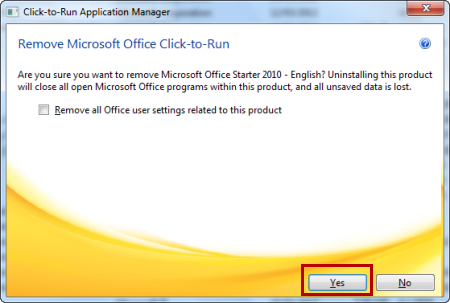 Click-to-Run Application Manager
Remove Microsoft Office Click-to-Run
Are you sure you want to remove Microsoft Office Starter 2010 - English? Uninstalling this product
will close all open Microsoft Office programs within this product, and all unsaved data is lost.
Remove all Office user settings related to this product
Yes
No